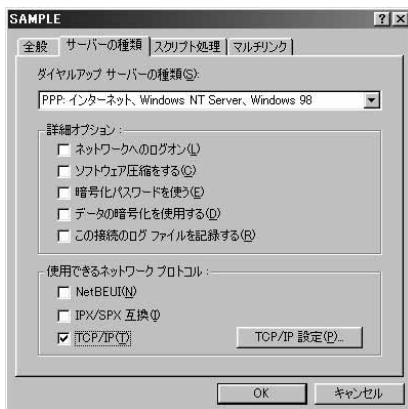 SAMPLE
全般 サーバーの種類 スクリプト処理 マルチリンク
ダイヤルアップ サーバーの種類(S):
PPP: インターネット、Windows NT Server、Windows 98
詳細オプション :
ネットワークへのログオン(L)
ソフトウェア圧縮をする(C)
暗号化パスワードを使う(E)
データの暗号化を使用する(D)
この接続のログ ファイルを記録する(R)
使用できるネットワーク プロトコル :
NetBEUI(N)
IPX/SPX 互換(I)
TCP/IP(T)
TCP/IP 設定(P)...
OK キャンセル